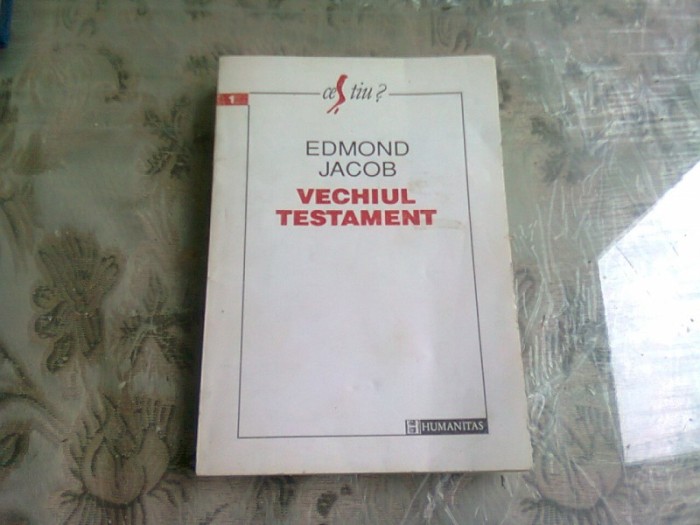 1
ce Știu?
EDMOND
JACOB
VECHIUL
TESTAMENT
HUMANITAS